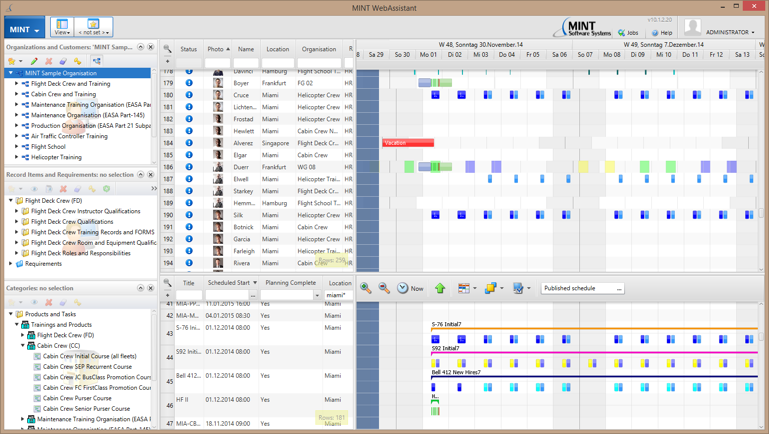 MINT WebAssistant
MINT
View
< not set >
MINT Software Systems
v10.12.20
Jobs
Help
ADMINISTRATOR
Organizations and Customers: 'MINT Samp...
MINT Sample Organisation
Flight Deck Crew and Training
Cabin Crew and Training
Maintenance Training Organisation (EASA Part
Maintenance Organisation (EASA Part-145)
Production Organisation (EASA Part 21 Subpa
Air Traffic Controller Training
Flight School
Helicopter Training
Record Items and Requirements: no selection
Flight Deck Crew (FD)
Flight Deck Crew Instructor Qualifications
Flight Deck Crew Qualifications
Flight Deck Crew Training Records and FORMS
Flight Deck Crew Room and Equipment Qualific
Flight Deck Roles and Responsibilities
Requirements
Categories: no selection
Products and Tasks
Trainings and Products
Flight Deck Crew (FD)
Cabin Crew (CC)
Cabin Crew Initial Course (all fleets)
Cabin Crew SEP Recurrent Course
Cabin Crew JC BusClass Promotion Cours
Cabin Crew FC FirstClass Promotion Cour
Cabin Crew Purser Course
Cabin Crew Senior Purser Course
Maintenance Training Organisation (EASA P
Status Photo Name Location Organisation R
+
178 Davinci Hamburg Flight School T... HR
179 Boyer Frankfurt FG 02 HR
180 Cruce Miami Helicopter Crew HR
181 Lichten... Miami Helicopter Crew HR
182 Frostad Miami Helicopter Crew HR
183 Hewlett Miami Cabin Crew N... HR
184 Alverez Singapore Flight Deck Cr... HR
185 Elgar Miami Cabin Crew HR
186 Duerr Frankfurt WG 08 HR
187 Elwell Miami Helicopter Trai... HR
188 Starkey Miami Flight Deck Cr... HR
189 Hemm... Hamburg Flight School T... HR
190 Silk Miami Helicopter Crew HR
191 Botnick Miami Cabin Crew HR
192 Garcia Miami Helicopter Crew HR
193 Farleigh Miami Helicopter Trai... HR
194 Rivera Miami Cabin Crew HR
Rows: 259
W 48, Sonntag 30.November.14
W 49, Sonntag 7.Dezember.14
Sa 29 So 30 Mo 01 Di 02 Mi 03 Do 04 Fr 05 Sa 06 So 07 Mo 08 Di 09 Mi 10 Do 11 Fr 12 Sa 13
Vacation
Title Scheduled Start Planning Complete Location
+ miami*
41 MIA-PP... 11.01.2015 16:00 Yes Miami
42 MIA-M... 04.01.2015 08:30 Yes Miami
43 S-76 Ini... 01.12.2014 08:00 Yes Miami
44 S92 Init... 01.12.2014 08:00 Yes Miami
45 Bell 412... 01.12.2014 08:00 Yes Miami
46 HF II 01.12.2014 08:00 Yes Miami
47 MIA-CB... 18.11.2014 09:00 Yes Miami
Rows: 181
Now
Published schedule ...
S-76 Initial7
S92 Initial7
Bell 412 New Hires7
H...